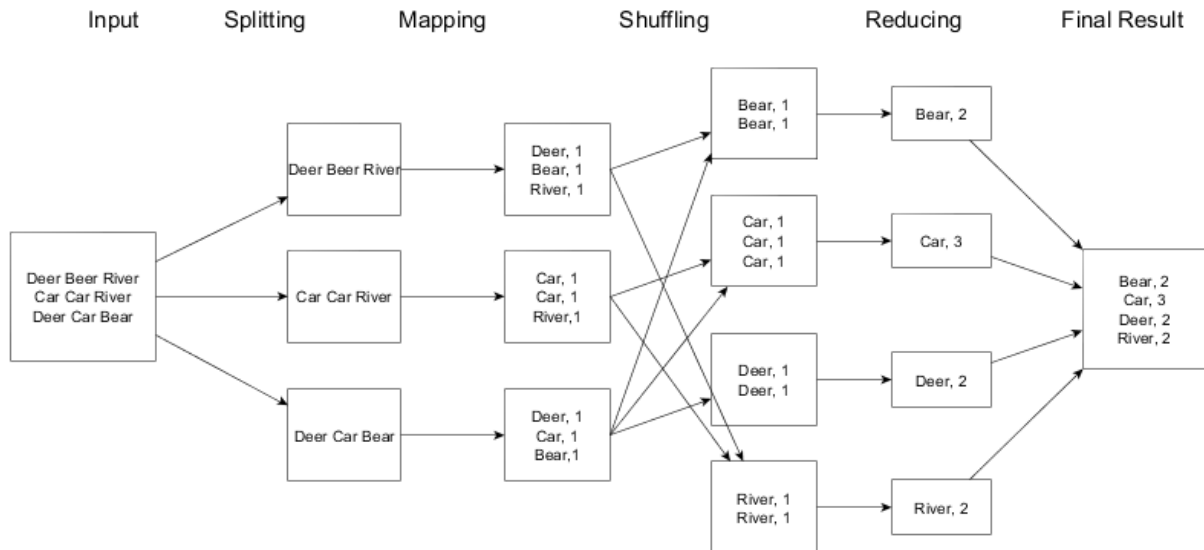 Input
Splitting
Mapping
Shuffling
Reducing
Final Result
Deer Beer River
Car Car River
Deer Car Bear
Deer Beer River
Car Car River
Deer Car Bear
Deer, 1
Bear, 1
River, 1
Car, 1
Car, 1
River,1
Deer, 1
Car, 1
Bear,1
Bear, 1
Bear, 1
Car, 1
Car, 1
Car, 1
Deer, 1
Deer, 1
River, 1
River, 1
Bear, 2
Car, 3
Deer, 2
River, 2
Bear, 2
Car, 3
Deer, 2
River, 2